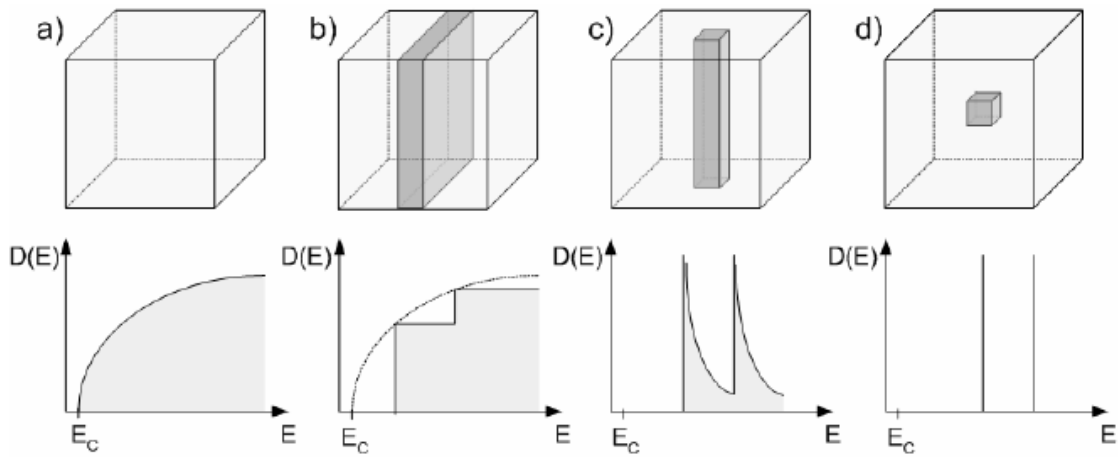 a) b) c) d)
D(E) D(E) D(E) D(E)
E_C E E_C E E_C E E_C E